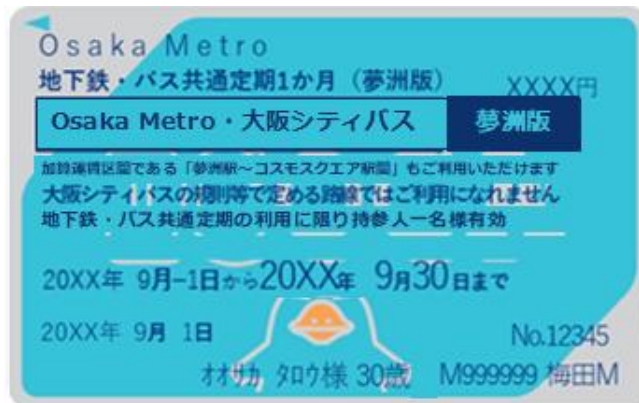 Osaka Metro
地下鉄・バス共通定期1か月（夢洲版） XXXX円
Osaka Metro・大阪シティバス 夢洲版
加算運賃区間である「夢洲駅～コスモスクエア駅間」もご利用いただけます
大阪シティバスの規則等で定める路線ではご利用になれません
地下鉄・バス共通定期の利用に限り持参人一名様有効
20XX年 9月-1日から20XX年 9月30日まで
20XX年 9月 1日 No.12345
オオサカ タロウ様 30歳 M999999 梅田M